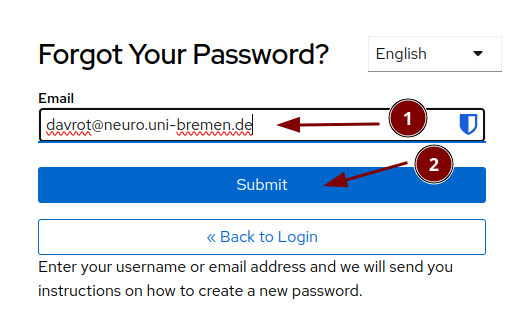 Forgot Your Password?
English
Email
davrot@neuro.uni-bremen.de
1
2
Submit
« Back to Login
Enter your username or email address and we will send you
instructions on how to create a new password.